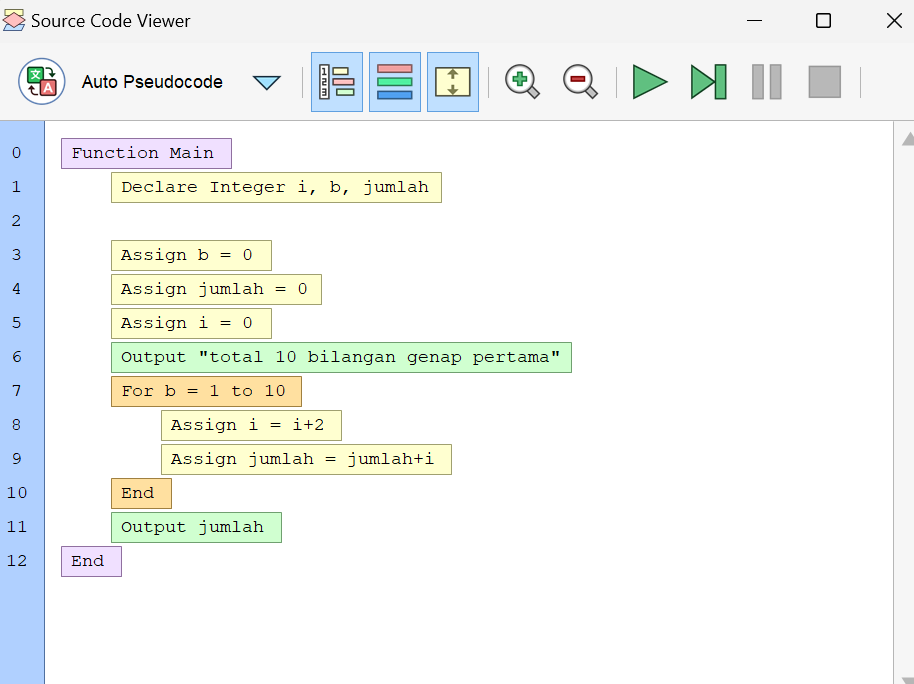 Source Code Viewer
Auto Pseudocode
0 Function Main
1 Declare Integer i, b, jumlah
2
3 Assign b = 0
4 Assign jumlah = 0
5 Assign i = 0
6 Output "total 10 bilangan genap pertama"
7 For b = 1 to 10
8 Assign i = i+2
9 Assign jumlah = jumlah+i
10 End
11 Output jumlah
12 End